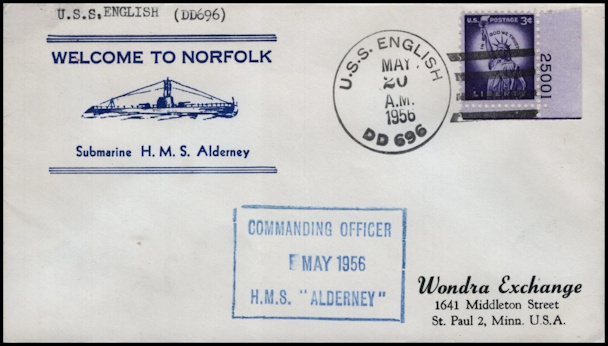 U.S.S. ENGLISH (DD696)
WELCOME TO NORFOLK
Submarine H. M. S. Alderney
U.S.S. ENGLISH
MAY
20
A.M.
1956
DD 696
U.S. POSTAGE 3¢
IN GOD WE TRUST
LIBERTY
25001
COMMANDING OFFICER
MAY 1956
H.M.S. "ALDERNEY"
Wondra Exchange
1641 Middleton Street
St. Paul 2, Minn. U.S.A.